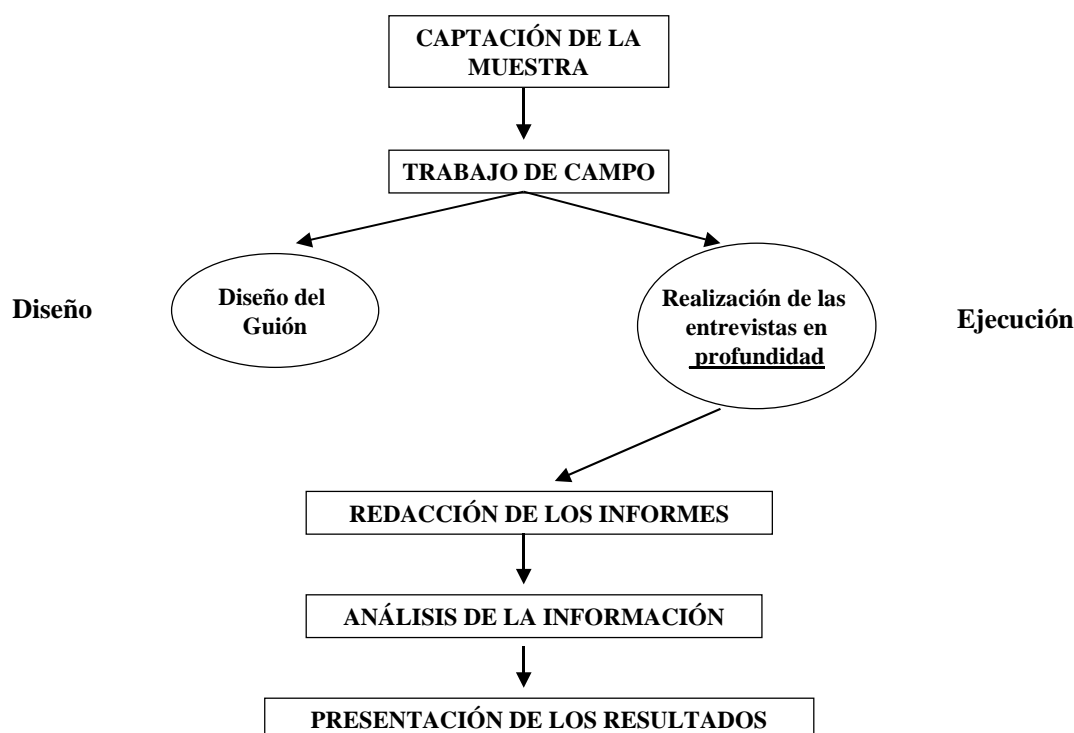 CAPTACIÓN DE LA
MUESTRA
TRABAJO DE CAMPO
Diseño
Diseño del
Guión
Realización de las
entrevistas en
profundidad
Ejecución
REDACCIÓN DE LOS INFORMES
ANÁLISIS DE LA INFORMACIÓN
PRESENTACIÓN DE LOS RESULTADOS